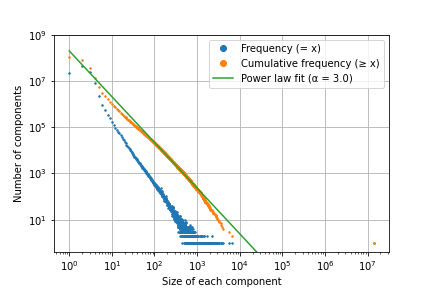 Frequency (= x)
Cumulative frequency (≥ x)
Power law fit (α = 3.0)
Number of components
10⁹
10⁷
10⁵
10³
10¹
10⁰ 10¹ 10² 10³ 10⁴ 10⁵ 10⁶ 10⁷
Size of each component